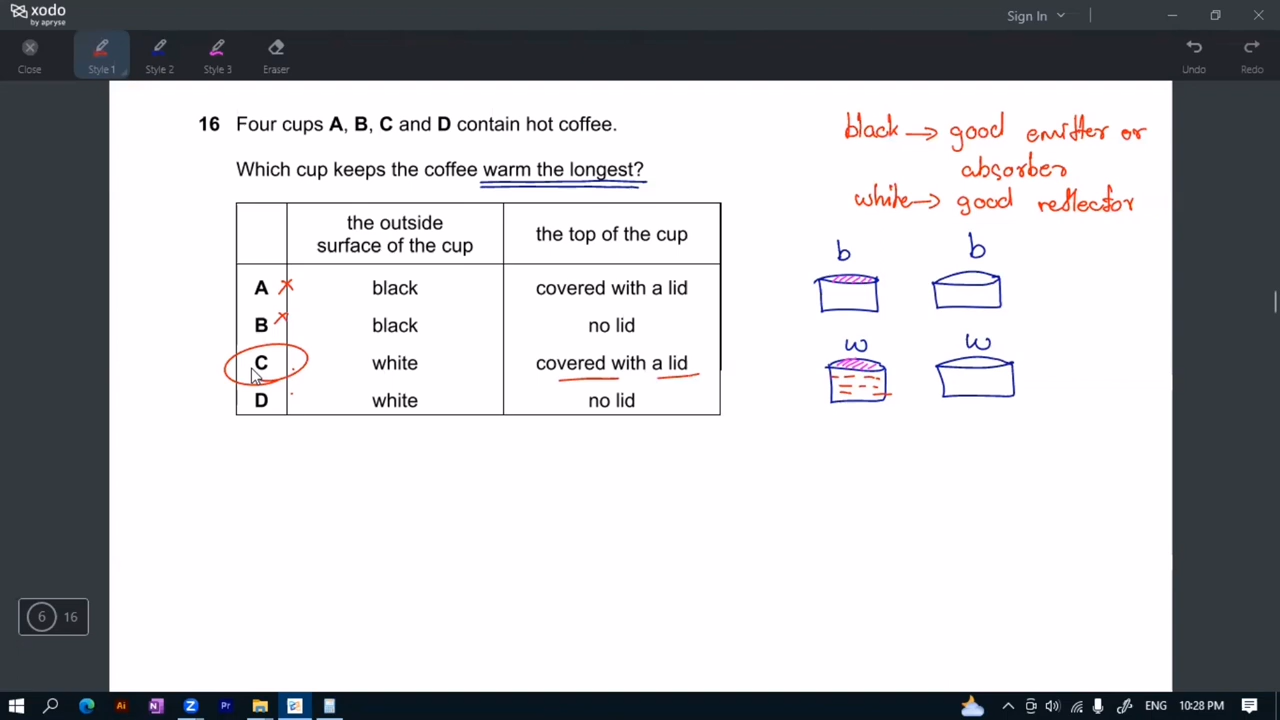 xodo
by apryse
Sign In
Close
Style 1
Style 2
Style 3
Eraser
Undo
Redo
16 Four cups A, B, C and D contain hot coffee.
Which cup keeps the coffee warm the longest?
the outside surface of the cup
the top of the cup
A black covered with a lid
B black no lid
C white covered with a lid
D white no lid
black → good emitter or
absorber
white → good reflector
b b
w w
6 16
ENG 10:28 PM